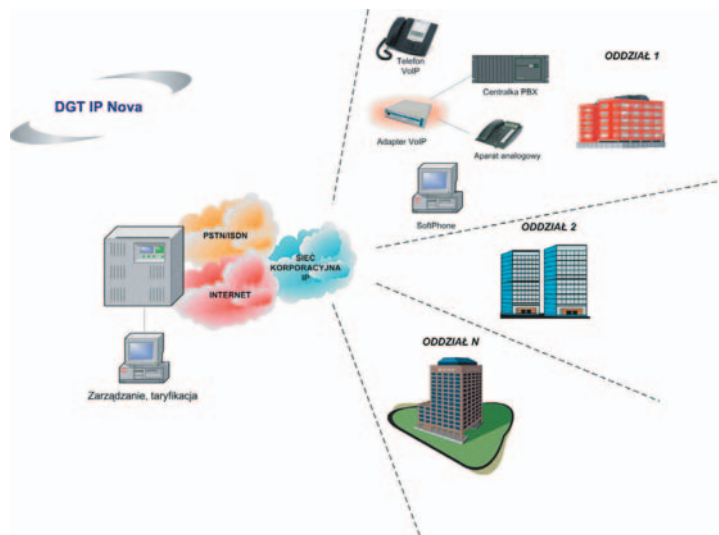 DGT IP Nova
Telefon
VoIP
Centralka PBX
Adapter VoIP
Aparat analogowy
SoftPhone
ODDZIAŁ 1
PSTN/ISDN
INTERNET
SIEĆ
KORPORACYJNA
IP
ODDZIAŁ 2
ODDZIAŁ N
Zarządzanie, taryfikacja